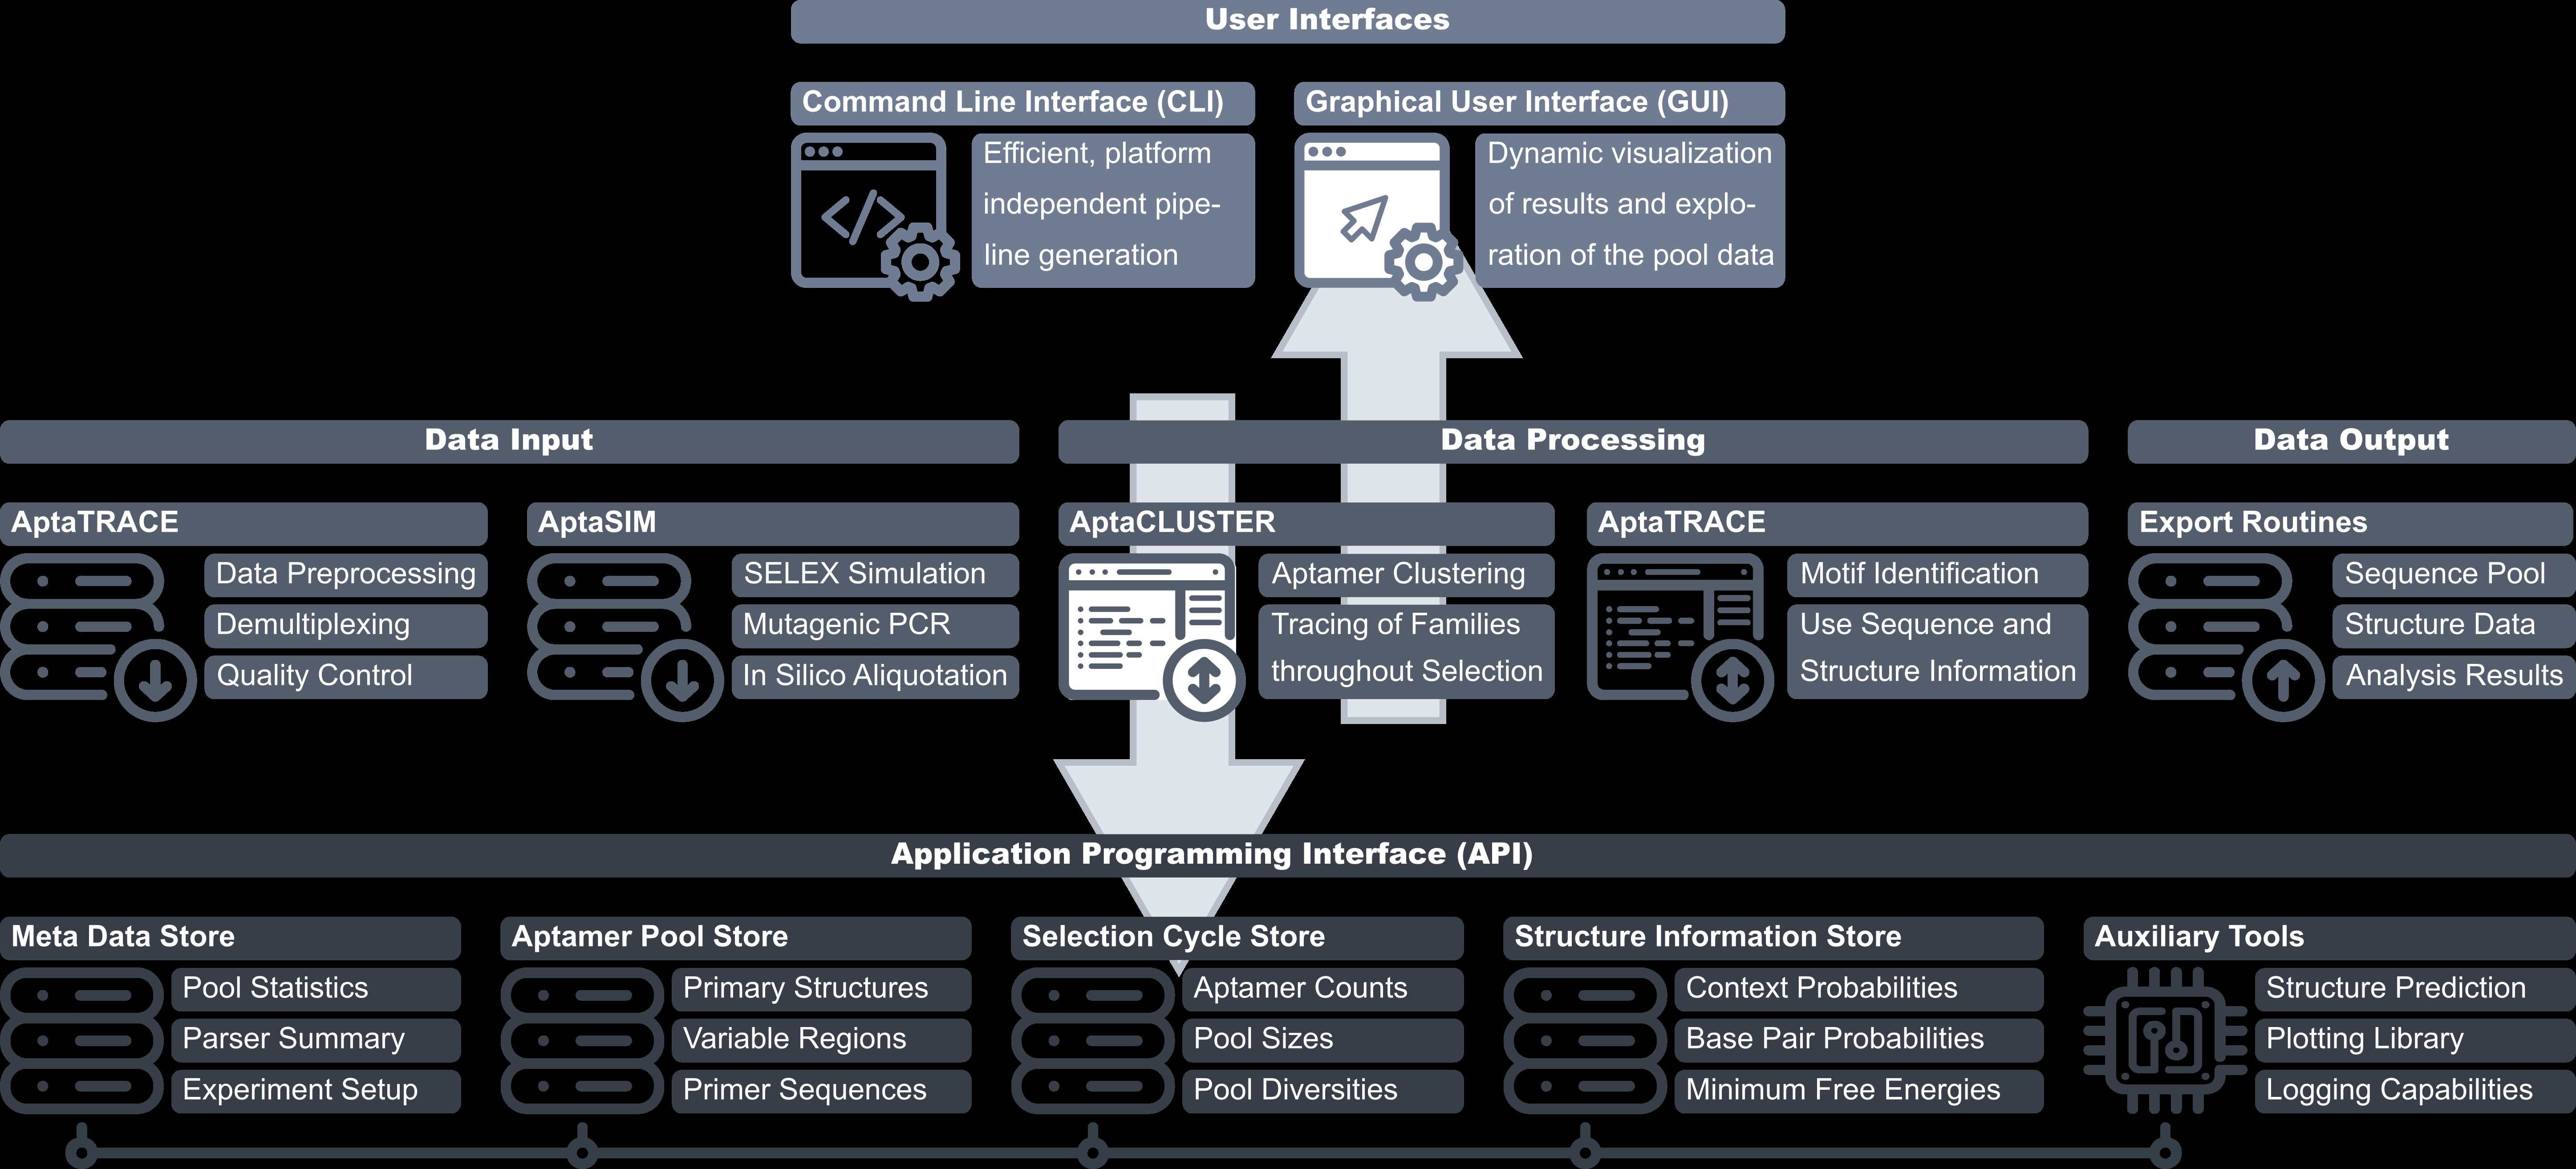 User Interfaces
Command Line Interface (CLI)
Efficient, platform
independent pipe-
line generation
Graphical User Interface (GUI)
Dynamic visualization
of results and explo-
ration of the pool data
Data Input
AptaTRACE
Data Preprocessing
Demultiplexing
Quality Control
AptaSIM
SELEX Simulation
Mutagenic PCR
In Silico Aliquotation
Data Processing
AptaCLUSTER
Aptamer Clustering
Tracing of Families
throughout Selection
AptaTRACE
Motif Identification
Use Sequence and
Structure Information
Data Output
Export Routines
Sequence Pool
Structure Data
Analysis Results
Application Programming Interface (API)
Meta Data Store
Pool Statistics
Parser Summary
Experiment Setup
Aptamer Pool Store
Primary Structures
Variable Regions
Primer Sequences
Selection Cycle Store
Aptamer Counts
Pool Sizes
Pool Diversities
Structure Information Store
Context Probabilities
Base Pair Probabilities
Minimum Free Energies
Auxiliary Tools
Structure Prediction
Plotting Library
Logging Capabilities